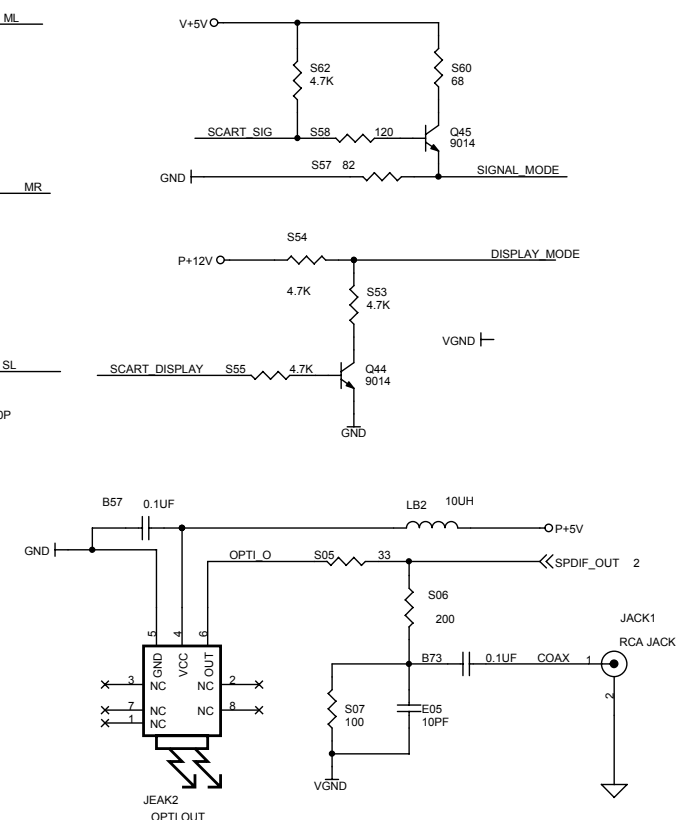 ML
V+5V
S62
4.7K
S60
68
SCART_SIG S58 120
Q45
9014
S57 82
GND
SIGNAL_MODE
MR
S54
P+12V
DISPLAY_MODE
4.7K
S53
4.7K
VGND
SL
SCART_DISPLAY S55 4.7K
Q44
9014
0P
GND
B57 0.1UF
LB2 10UH
P+5V
GND
OPTI_O S05 33
SPDIF_OUT 2
S06
200
JACK1
RCA JACK
5 4 6
GND VCC OUT
B73 0.1UF COAX 1
2
3 NC NC 2
7 NC NC 8
1 NC
S07
100
E05
10PF
VGND
JEAK2
OPTI OUT